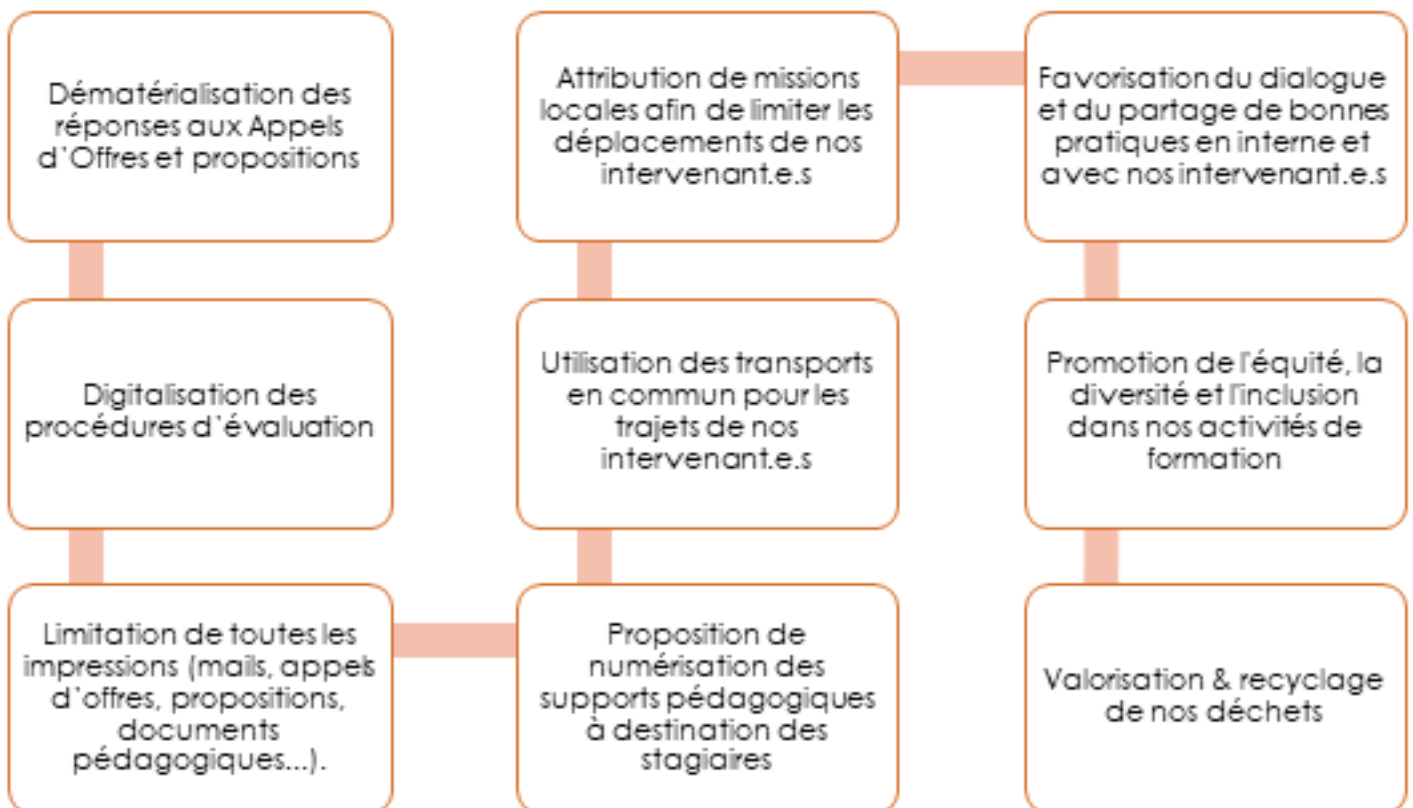 Dématérialisation des
réponses aux Appels
d'Offres et propositions
Digitalisation des
procédures d'évaluation
Limitation de toutes les
impressions (mails, appels
d'offres, propositions,
documents
pédagogiques...).
Proposition de
numérisation des
supports pédagogiques
à destination des
stagiaires
Utilisation des transports
en commun pour les
trajets de nos
intervenant.e.s
Attribution de missions
locales afin de limiter les
déplacements de nos
intervenant.e.s
Favorisation du dialogue
et du partage de bonnes
pratiques en interne et
avec nos intervenant.e.s
Promotion de l'équité, la
diversité et l'inclusion
dans nos activités de
formation
Valorisation & recyclage
de nos déchets